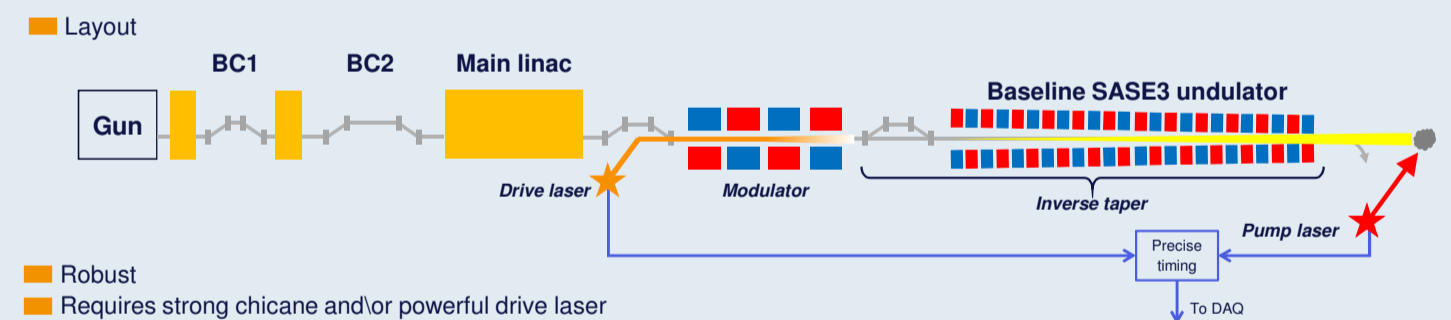 Layout
BC1
BC2
Main linac
Baseline SASE3 undulator
Gun
Drive laser
Modulator
Inverse taper
Pump laser
Precise
timing
Robust
Requires strong chicane and\or powerful drive laser
To DAQ